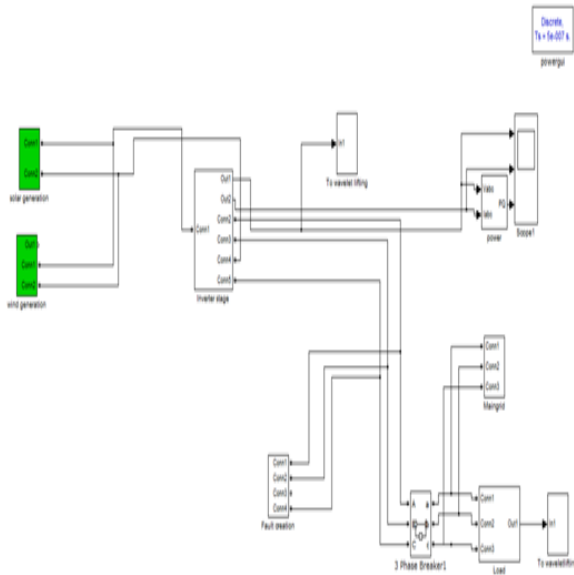 Discrete,
Ts = 5e-007 s.
powergui
Conn1
Conn2
solar generation
Out1
Conn1
Conn2
wind generation
Conn1
Out1
Out2
Conn2
Conn3
Conn4
Conn5
Inverter stage
In1
To wavelet lifting
Vabc
Iabc
PQ
power
Scope1
Conn1
Conn2
Conn3
Maingrid
Conn1
Conn2
Conn3
Conn4
Fault creation
A
a
b
C
c
3 Phase Breaker1
Conn1
Conn2
Conn3
Out1
Load
In1
To waveletlifting